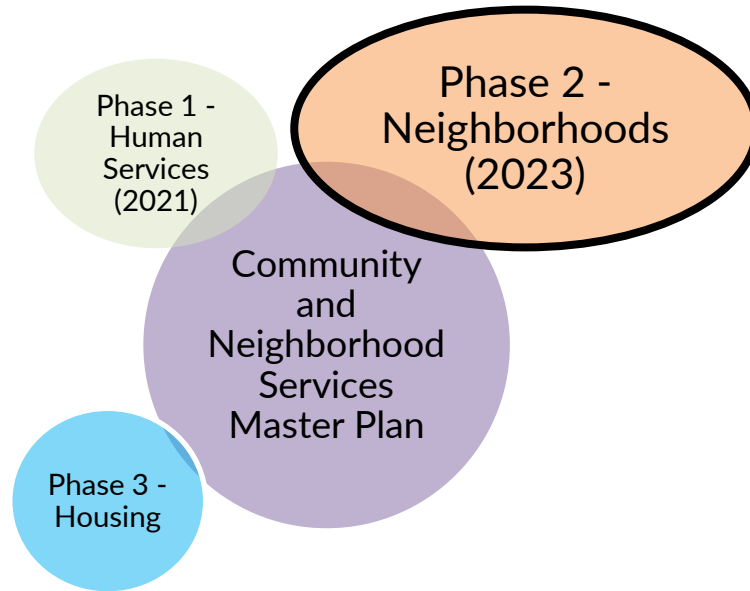 Phase 1 -
Human
Services
(2021)
Phase 2 -
Neighborhoods
(2023)
Community
and
Neighborhood
Services
Master Plan
Phase 3 -
Housing